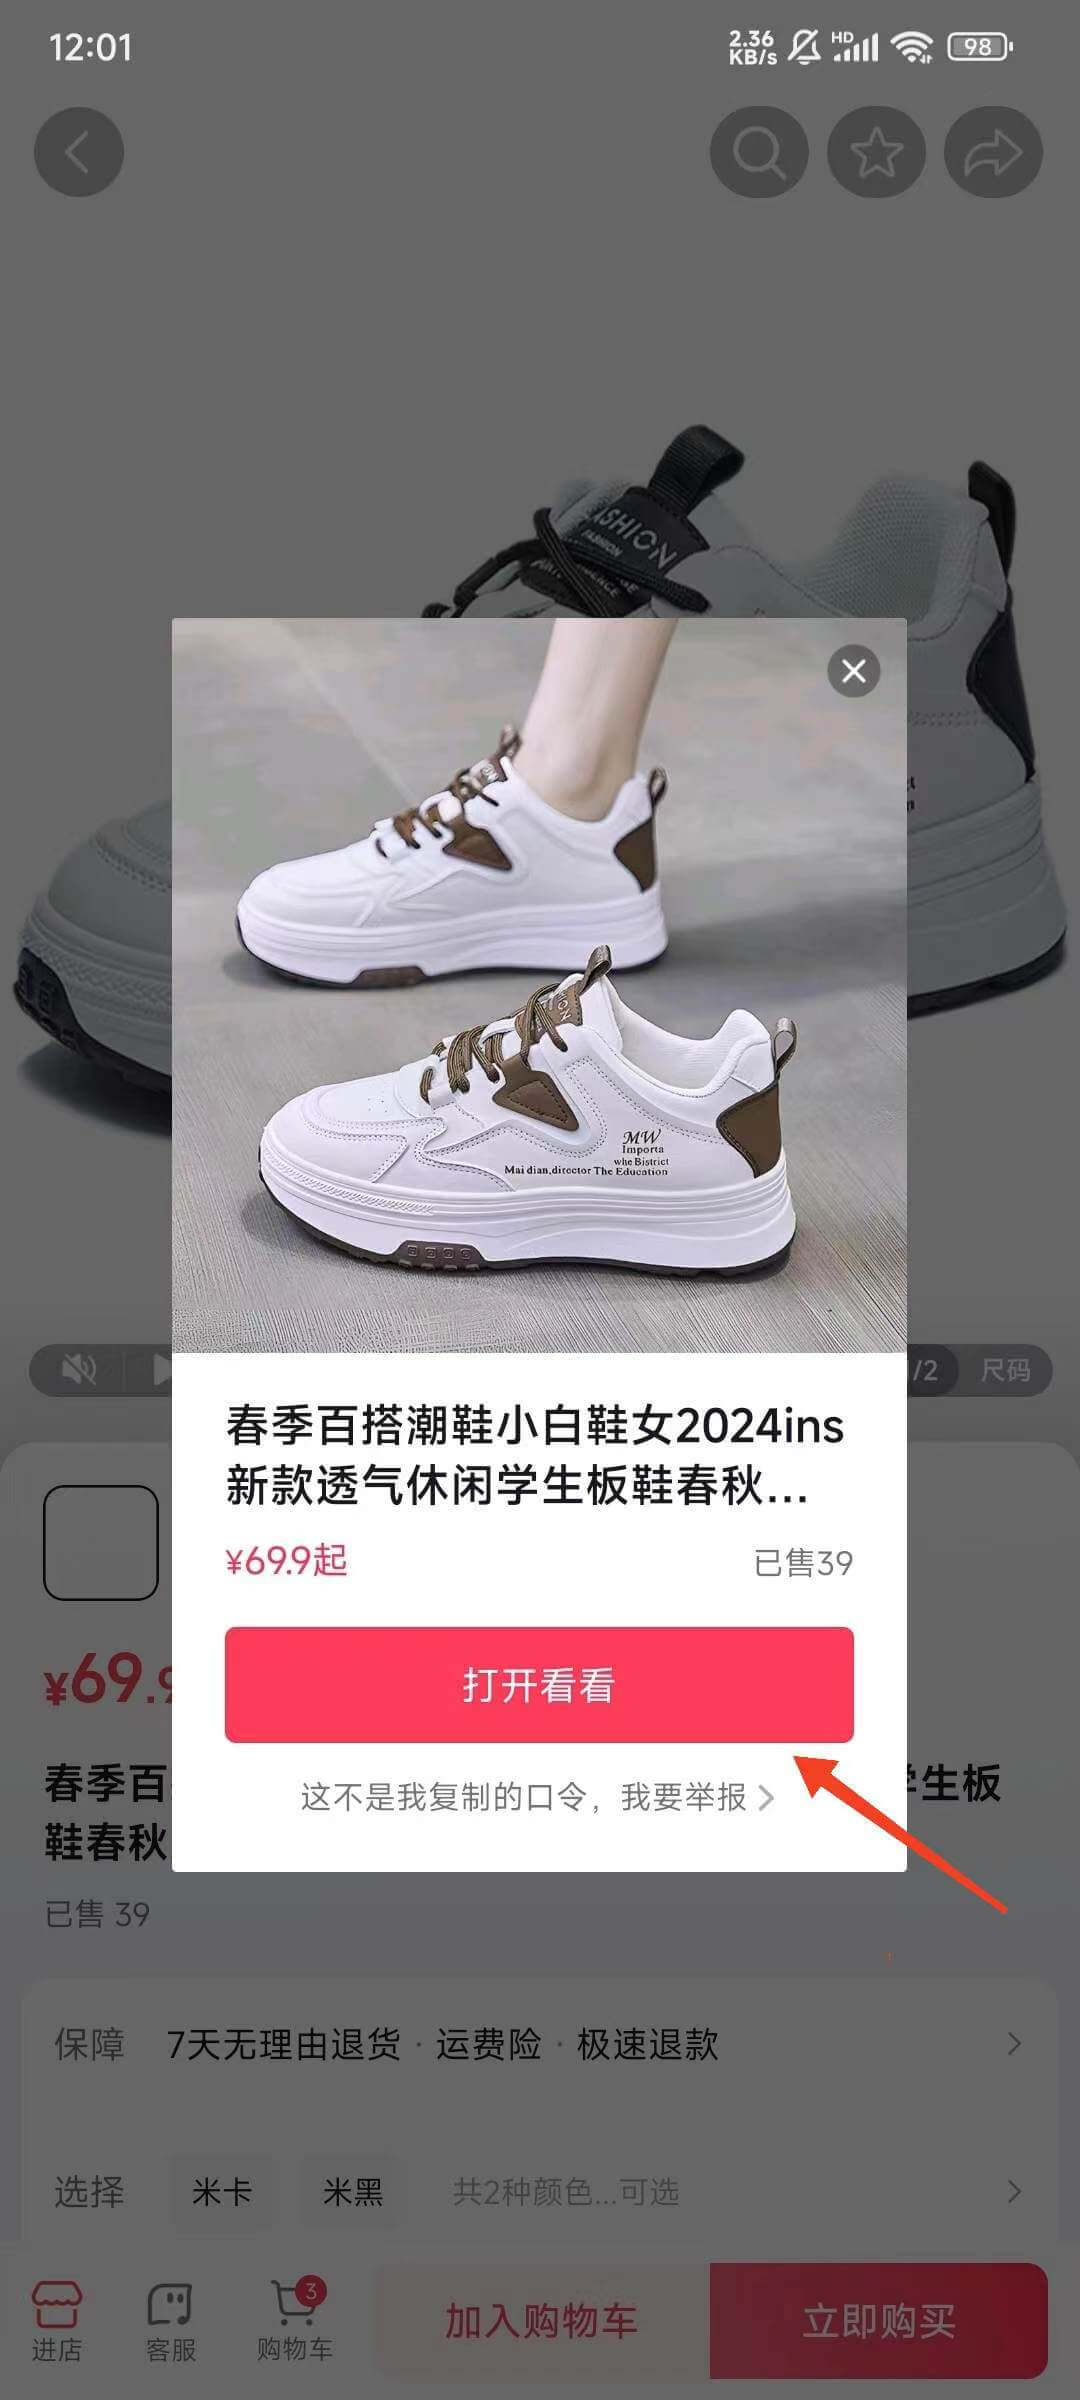 12:01
2.36
KB/s
HD
98
FASHION
FASHION
MW
Importa
whe Bistrict
Mai dian,director The Education
/2
尺码
春季百搭潮鞋小白鞋女2024ins
新款透气休闲学生板鞋春秋...
¥69.9起
已售39
打开看看
这不是我复制的口令，我要举报
¥69.9
春季百
学生板
鞋春秋
已售 39
保障
7天无理由退货 · 运费险 · 极速退款
选择
米卡
米黑
共2种颜色...可选
进店
客服
3
购物车
加入购物车
立即购买